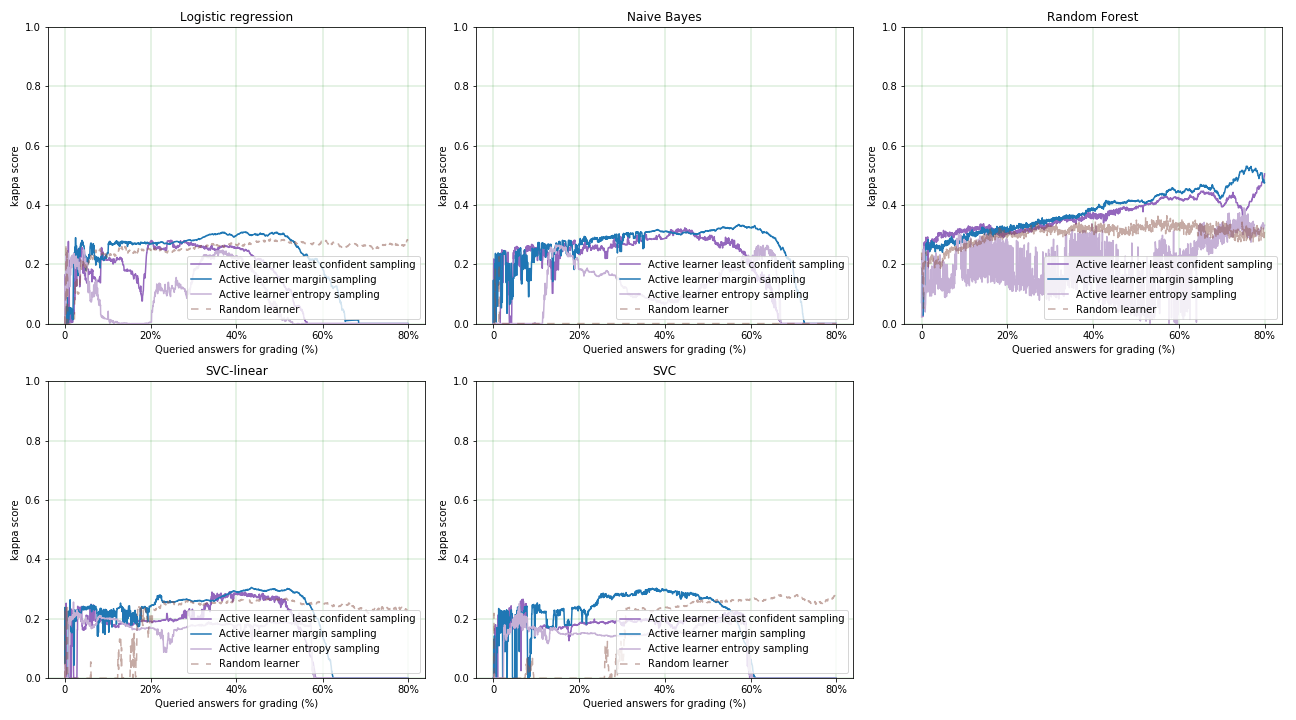 Logistic regression
1.0
0.8
0.6
0.4
0.2
0.0
kappa score
Active learner least confident sampling
Active learner margin sampling
Active learner entropy sampling
Random learner
0 20% 40% 60% 80%
Queried answers for grading (%)
Naive Bayes
1.0
0.8
0.6
0.4
0.2
0.0
kappa score
Active learner least confident sampling
Active learner margin sampling
Active learner entropy sampling
Random learner
0 20% 40% 60% 80%
Queried answers for grading (%)
Random Forest
1.0
0.8
0.6
0.4
0.2
0.0
kappa score
Active learner least confident sampling
Active learner margin sampling
Active learner entropy sampling
Random learner
0 20% 40% 60% 80%
Queried answers for grading (%)
SVC-linear
1.0
0.8
0.6
0.4
0.2
0.0
kappa score
Active learner least confident sampling
Active learner margin sampling
Active learner entropy sampling
Random learner
0 20% 40% 60% 80%
Queried answers for grading (%)
SVC
1.0
0.8
0.6
0.4
0.2
0.0
kappa score
Active learner least confident sampling
Active learner margin sampling
Active learner entropy sampling
Random learner
0 20% 40% 60% 80%
Queried answers for grading (%)